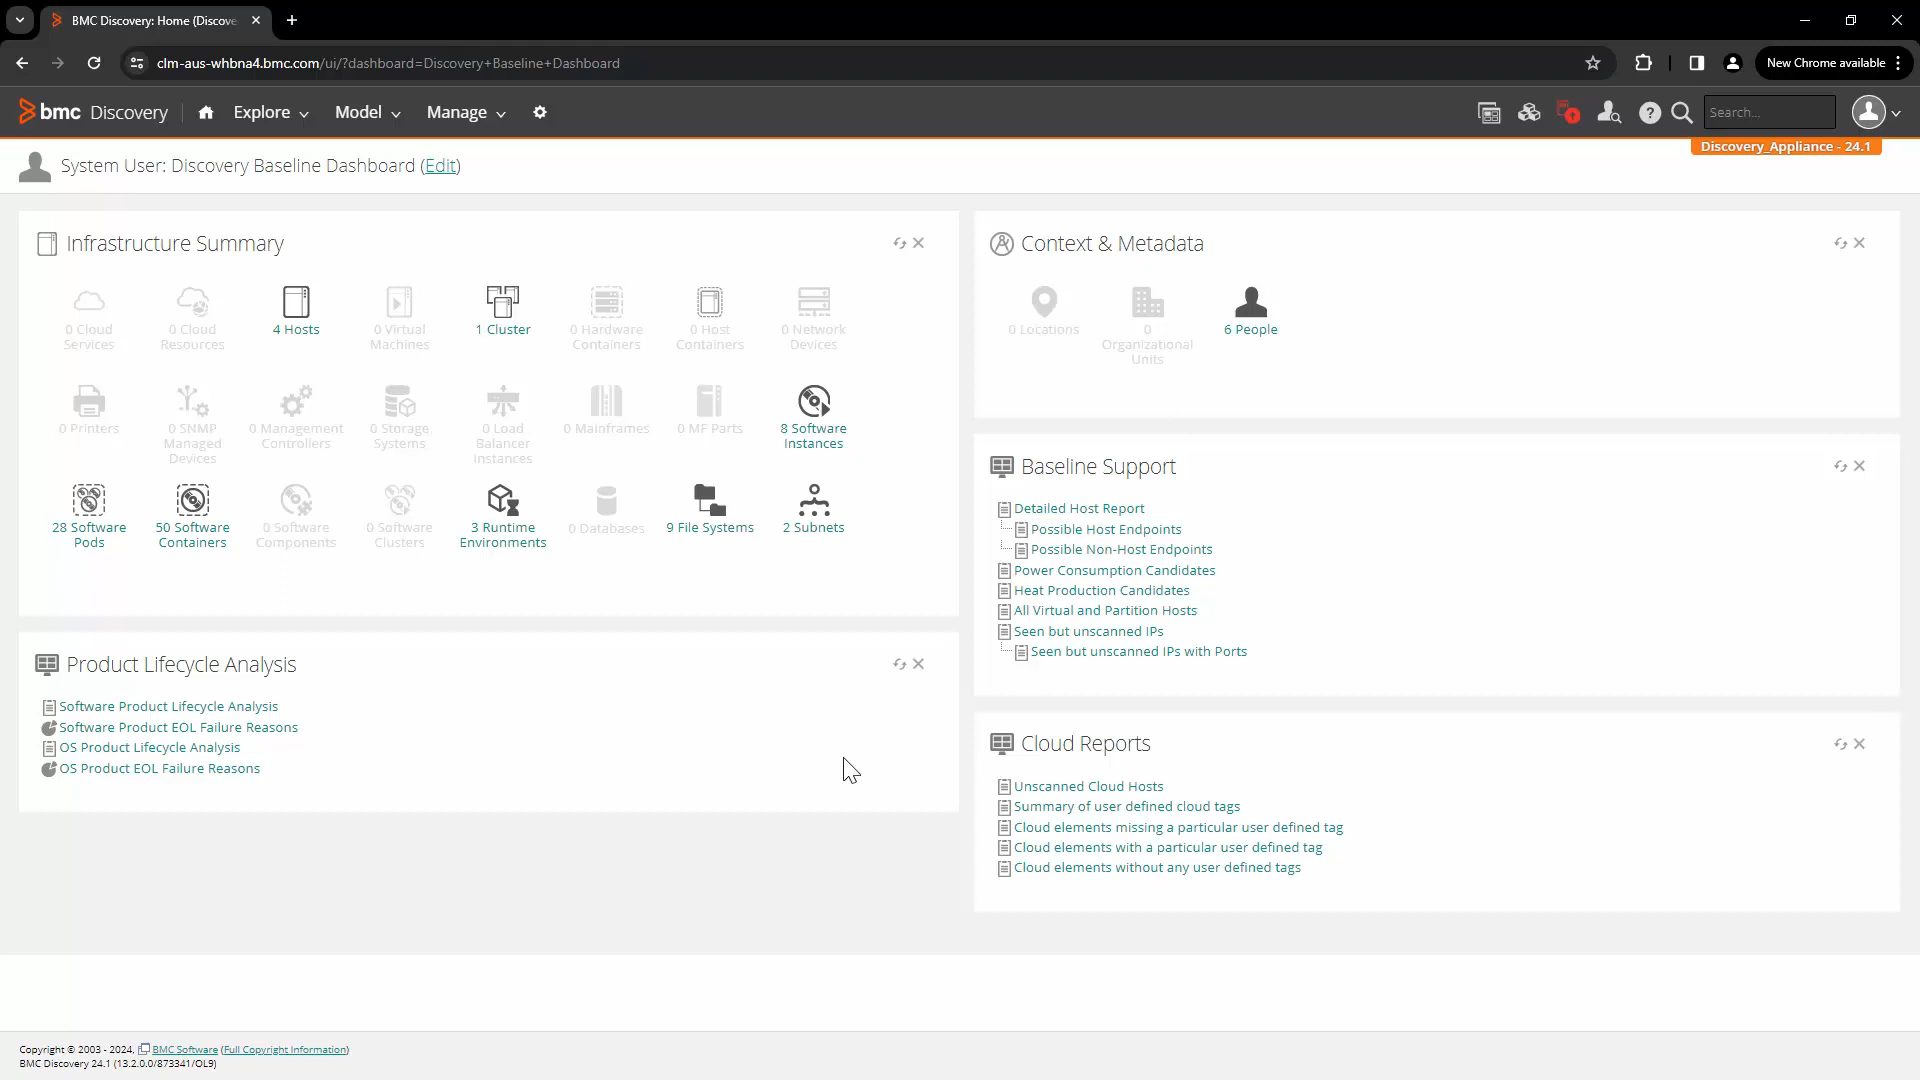 BMC Discovery: Home (Discove
clm-aus-whbna4.bmc.com/ui/?dashboard=Discovery+Baseline+Dashboard
New Chrome available
bmc Discovery
Explore
Model
Manage
Search...
Discovery_Appliance - 24.1
System User: Discovery Baseline Dashboard (Edit)
Infrastructure Summary
0 Cloud
Services
0 Cloud
Resources
4 Hosts
0 Virtual
Machines
1 Cluster
0 Hardware
Containers
0 Host
Containers
0 Network
Devices
0 Printers
0 SNMP
Managed
Devices
0 Management
Controllers
0 Storage
Systems
0 Load
Balancer
Instances
0 Mainframes
0 MF Parts
8 Software
Instances
28 Software
Pods
50 Software
Containers
0 Software
Components
0 Software
Clusters
3 Runtime
Environments
0 Databases
9 File Systems
2 Subnets
Product Lifecycle Analysis
Software Product Lifecycle Analysis
Software Product EOL Failure Reasons
OS Product Lifecycle Analysis
OS Product EOL Failure Reasons
Context & Metadata
0 Locations
0
Organizational
Units
6 People
Baseline Support
Detailed Host Report
Possible Host Endpoints
Possible Non-Host Endpoints
Power Consumption Candidates
Heat Production Candidates
All Virtual and Partition Hosts
Seen but unscanned IPs
Seen but unscanned IPs with Ports
Cloud Reports
Unscanned Cloud Hosts
Summary of user defined cloud tags
Cloud elements missing a particular user defined tag
Cloud elements with a particular user defined tag
Cloud elements without any user defined tags
Copyright © 2003 - 2024, BMC Software (Full Copyright Information)
BMC Discovery 24.1 (13.2.0.0/873341/OL9)